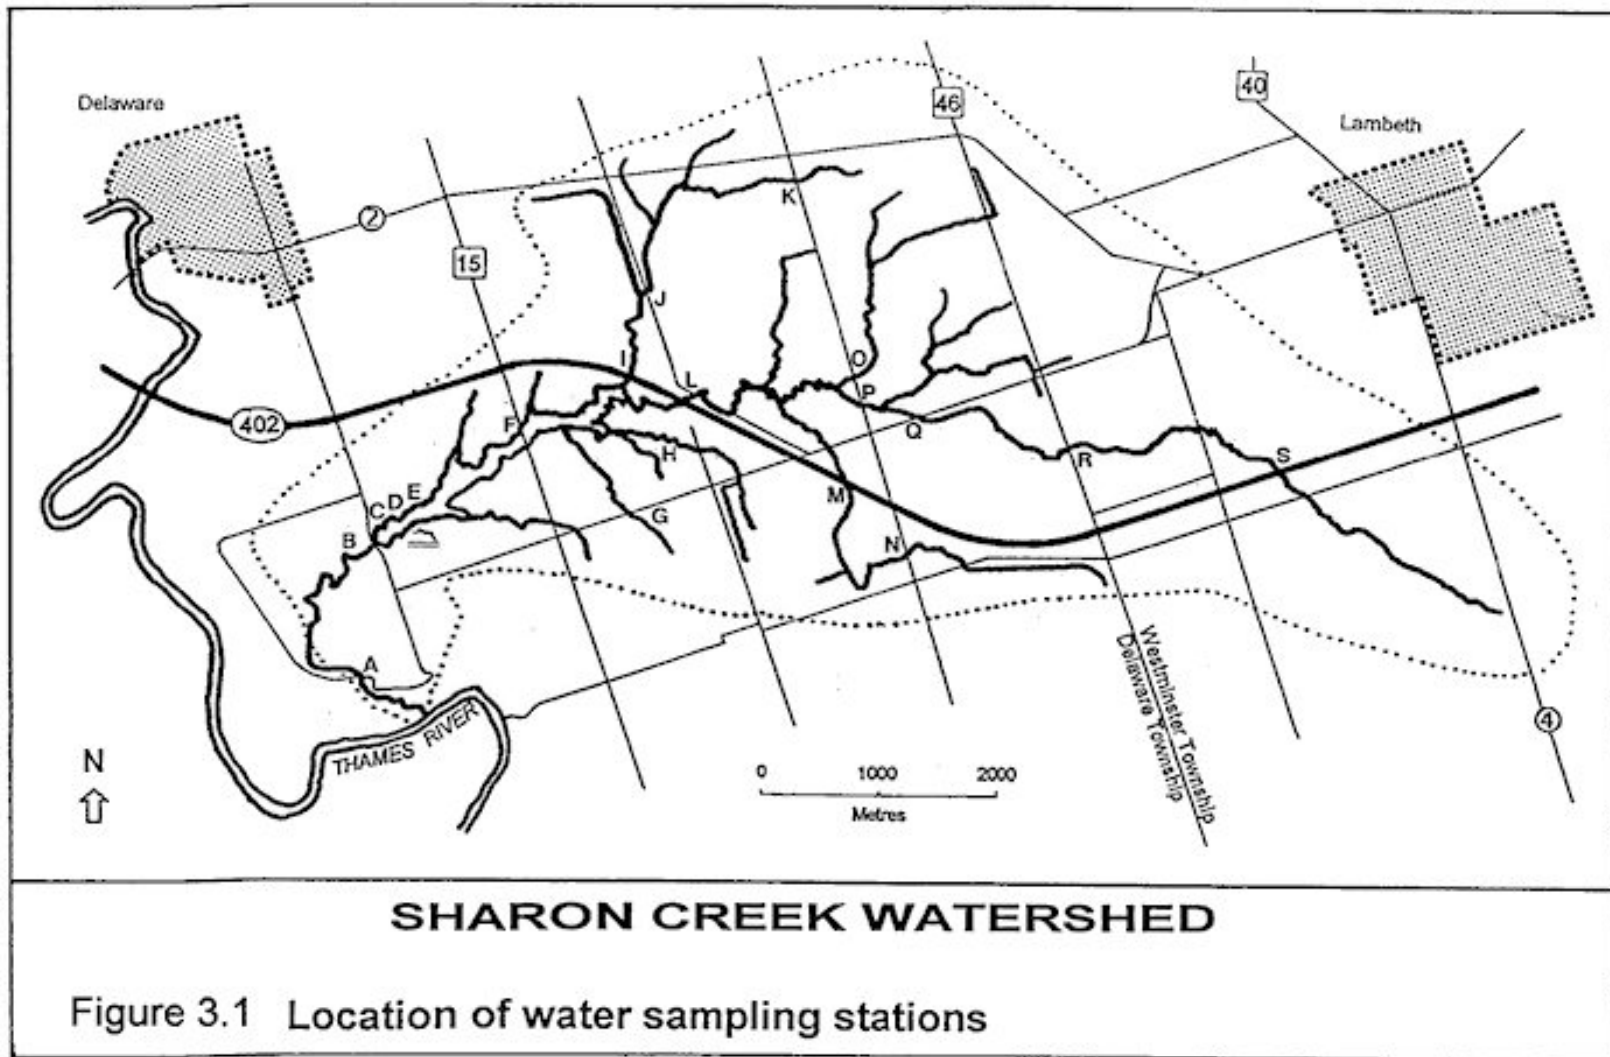 Delaware
46
40
Lambeth
2
K
15
J
I
O
L
P
402
F
Q
H
R
S
E
D
C
M
G
B
N
A
Westminster Township
Delaware Township
THAMES RIVER
4
N
0 1000 2000
Metres
SHARON CREEK WATERSHED
Figure 3.1 Location of water sampling stations